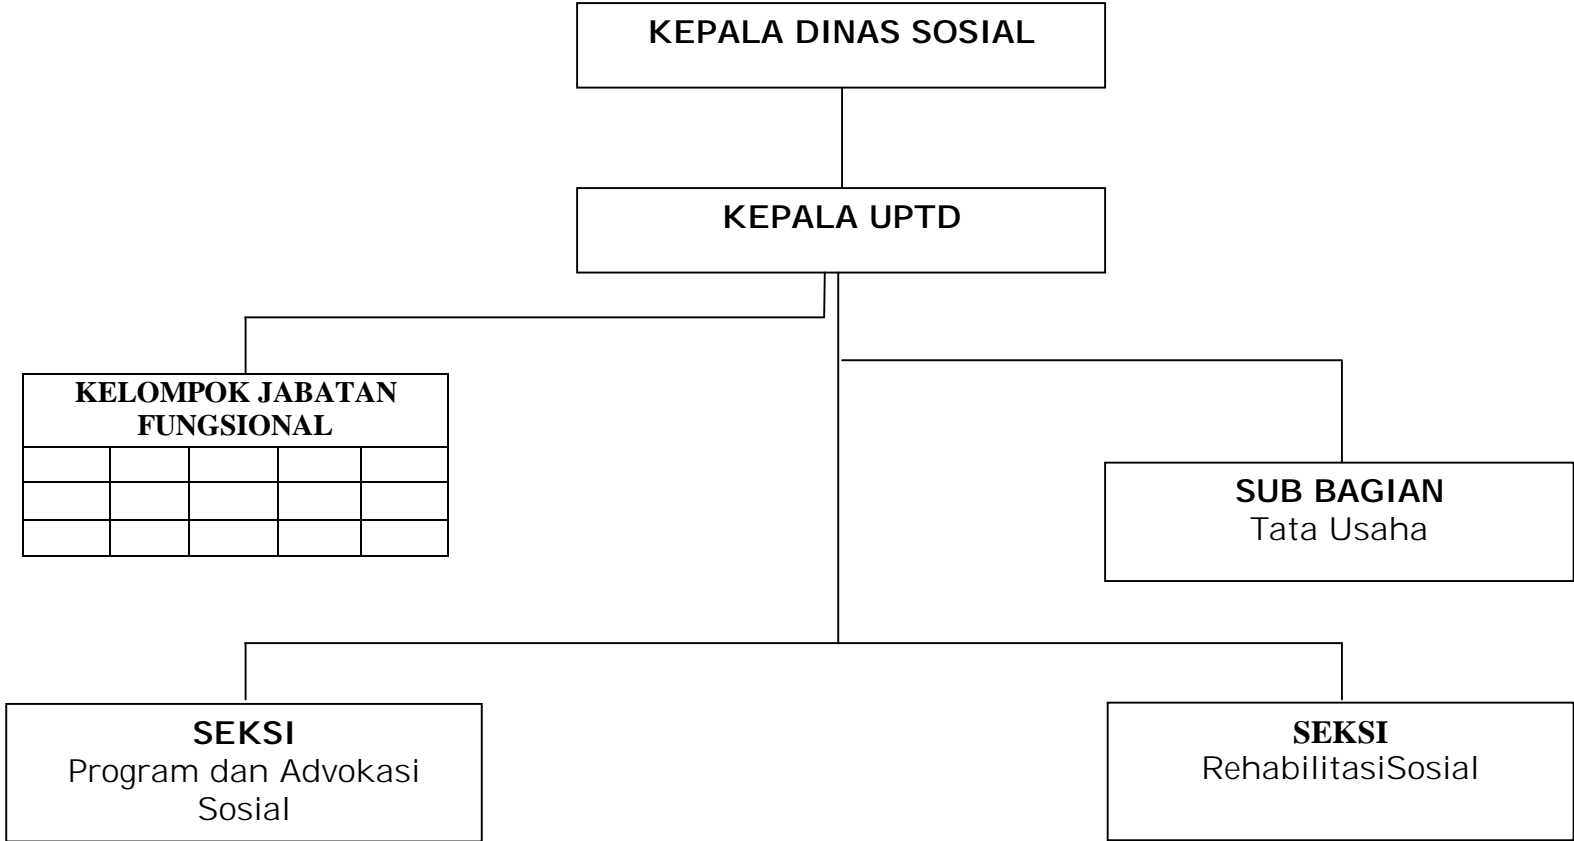 KEPALA DINAS SOSIAL
KEPALA UPTD
KELOMPOK JABATAN
FUNGSIONAL
SUB BAGIAN
Tata Usaha
SEKSI
Program dan Advokasi
Sosial
SEKSI
RehabilitasiSosial